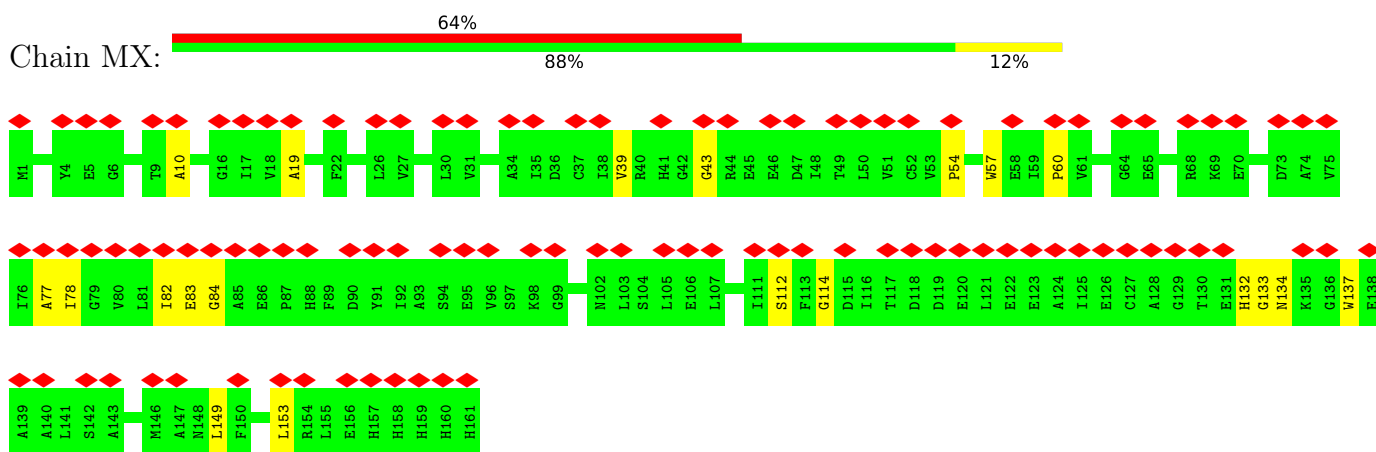 64%
Chain MX:
88% 12%
M1 Y4 E5 G6 T9 A10 G16 I17 V18 A19 F22 L26 V27 L30 V31 A34 I35 D36 C37 I38 V39 R40 H41 G42 G43 R44 E45 E46 D47 I48 T49 L50 V51 C52 V53 P54 W57 E58 I59 P60 V61 G64 E65 R68 K69 E70 D73 A74 V75
I76 A77 I78 G79 V80 L81 I82 E83 G84 A85 E86 P87 H88 F89 D90 Y91 I92 A93 S94 E95 V96 S97 K98 G99 N102 L103 S104 L105 E106 L107 I111 S112 F113 G114 D115 I116 T117 D118 D119 E120 L121 E122 E123 A124 I125 E126 C127 A128 G129 T130 E131 H132 G133 N134 K135 G136 W137 E138
A139 A140 L141 S142 A143 M146 A147 N148 L149 F150 L153 R154 L155 E156 H157 H158 H159 H160 H161